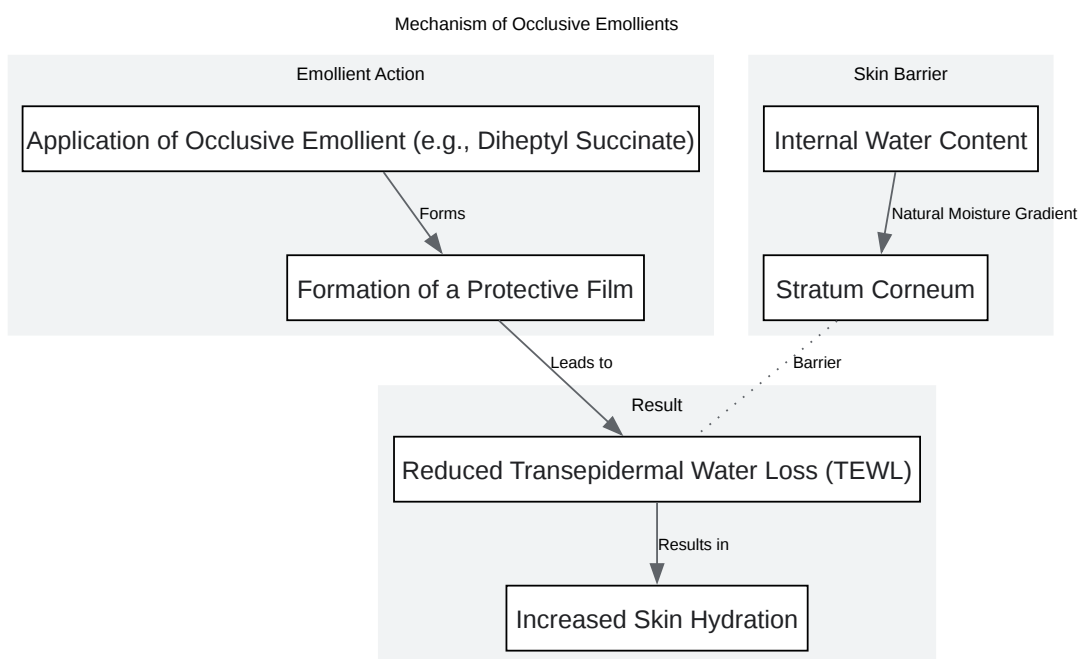 Mechanism of Occlusive Emollients
Emollient Action
Skin Barrier
Application of Occlusive Emollient (e.g., Diheptyl Succinate)
Internal Water Content
Forms
Natural Moisture Gradient
Formation of a Protective Film
Stratum Corneum
Leads to
Barrier
Result
Reduced Transepidermal Water Loss (TEWL)
Results in
Increased Skin Hydration